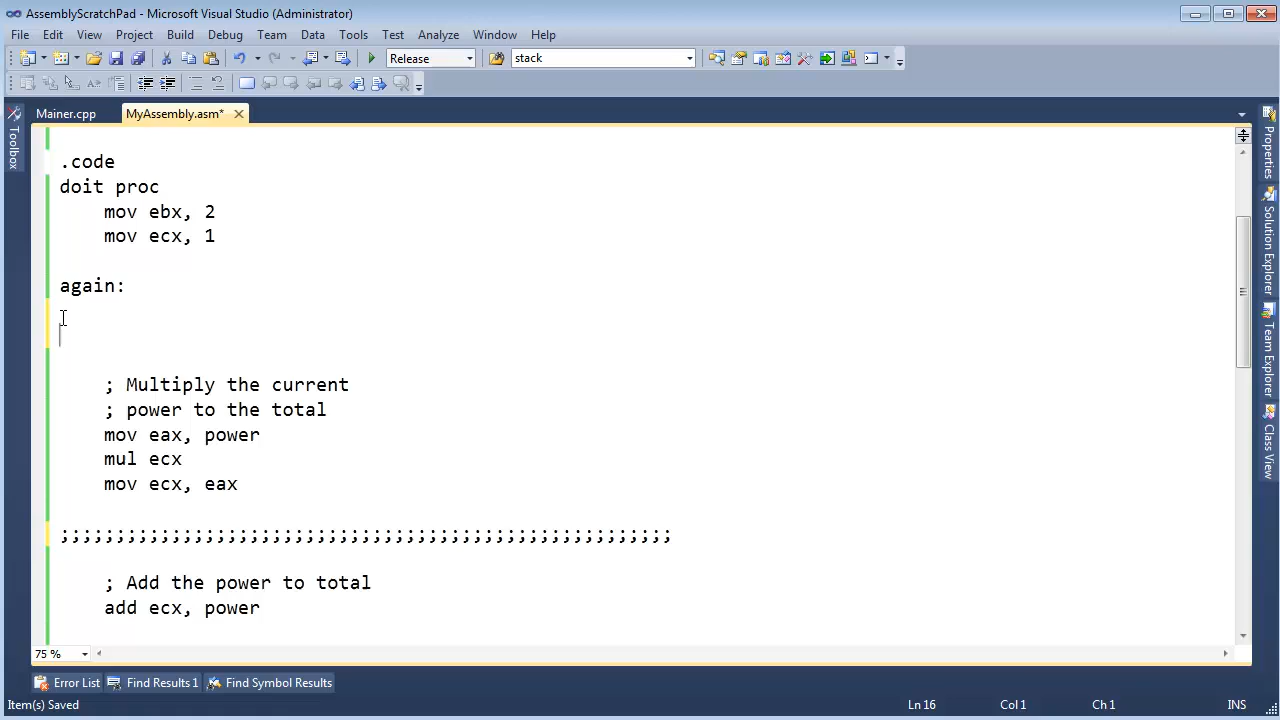 AssemblyScratchPad - Microsoft Visual Studio (Administrator)
File Edit View Project Build Debug Team Data Tools Test Analyze Window Help
Release stack
Mainer.cpp MyAssembly.asm*
Toolbox
.code
doit proc
mov ebx, 2
mov ecx, 1
again:
; Multiply the current
; power to the total
mov eax, power
mul ecx
mov ecx, eax
;;;;;;;;;;;;;;;;;;;;;;;;;;;;;;;;;;;;;;;;;;;;;;;;;;;;;;;
; Add the power to total
add ecx, power
Properties
Solution Explorer
Team Explorer
Class View
75 %
Error List Find Results 1 Find Symbol Results
Item(s) Saved Ln 16 Col 1 Ch 1 INS